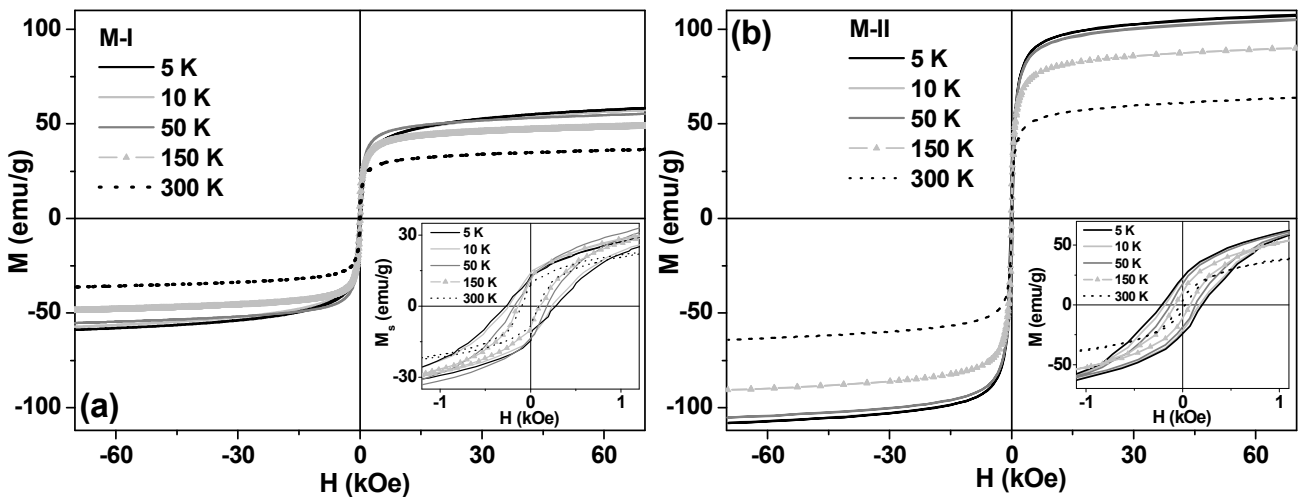 M-I
5 K
10 K
50 K
150 K
300 K
100
50
0
-50
-100
M (emu/g)
-60
-30
0
30
60
H (kOe)
(a)
5 K
10 K
50 K
150 K
300 K
30
0
-30
M_s (emu/g)
-1
0
1
H (kOe)
(b)
M-II
5 K
10 K
50 K
150 K
300 K
100
50
0
-50
-100
M (emu/g)
-60
-30
0
30
60
H (kOe)
5 K
10 K
50 K
150 K
300 K
50
0
-50
M (emu/g)
-1
0
1
H (kOe)